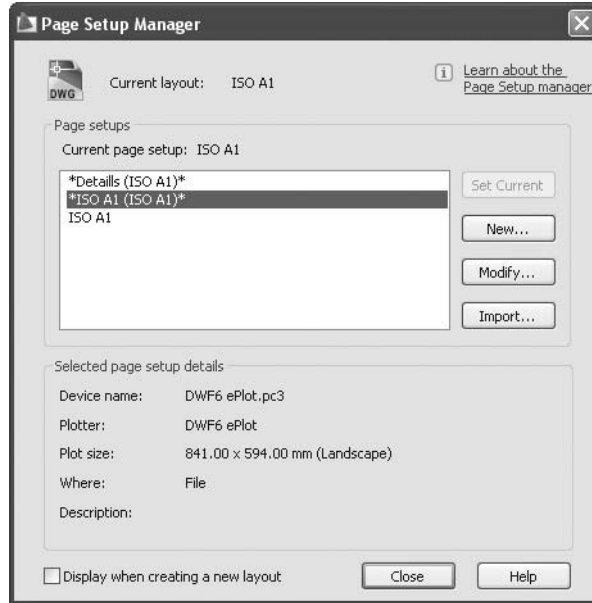 Page Setup Manager
DWG
Current layout: ISO A1
i Learn about the
Page Setup manager
Page setups
Current page setup: ISO A1
*Detaills (ISO A1)*
*ISO A1 (ISO A1)*
ISO A1
Set Current
New...
Modify...
Import...
Selected page setup details
Device name: DWF6 ePlot.pc3
Plotter: DWF6 ePlot
Plot size: 841.00 x 594.00 mm (Landscape)
Where: File
Description:
Display when creating a new layout
Close
Help